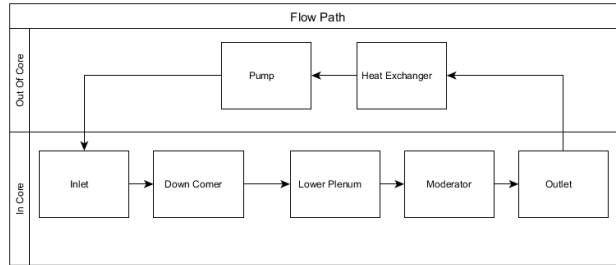 Flow Path
Out Of Core
Pump
Heat Exchanger
In Core
Inlet
Down Comer
Lower Plenum
Moderator
Outlet